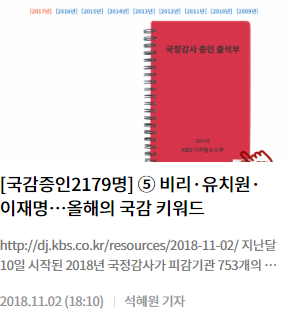 [2017년] [2016년] [2015년] [2014년] [2013년] [2012년] [2011년] [2010년] [2009년]
국정감사 증인 출석부
2017년
KBS 디지털뉴스국
[국감증인2179명] ⑤ 비리·유치원·
이재명…올해의 국감 키워드
http://dj.kbs.co.kr/resources/2018-11-02/ 지난달
10일 시작된 2018년 국정감사가 피감기관 753개의 …
2018.11.02 (18:10) | 석혜원 기자